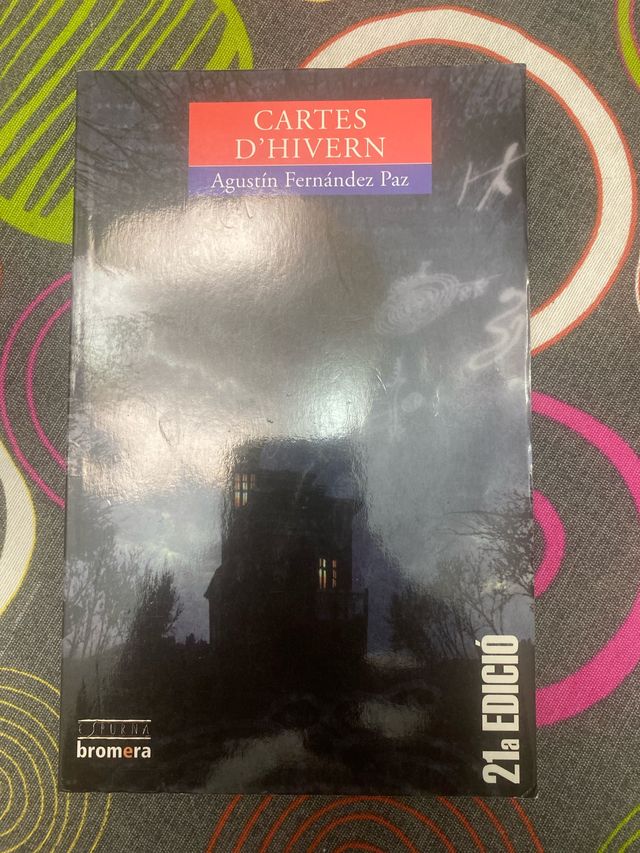 CARTES
D'HIVERN
Agustín Fernández Paz
ESPURNA
bromera
21a EDICIÓ